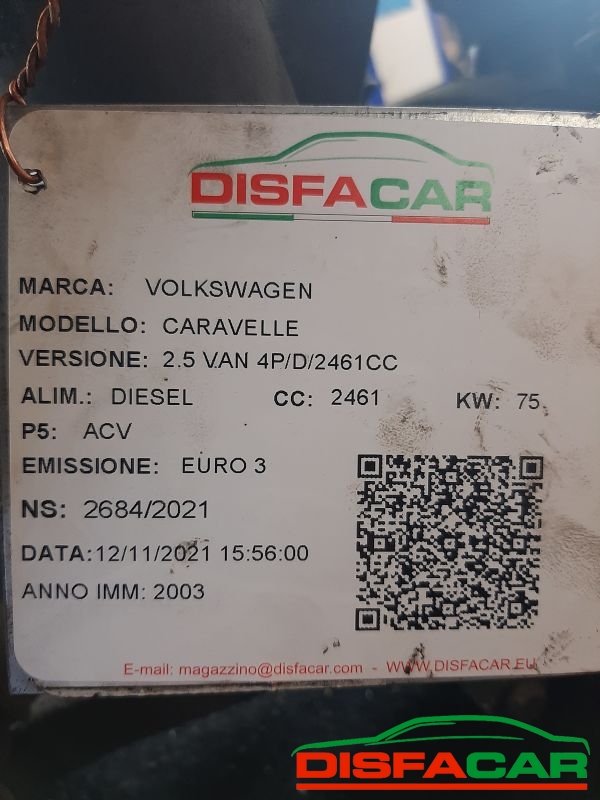 DISFACAR
MARCA: VOLKSWAGEN
MODELLO: CARAVELLE
VERSIONE: 2.5 VAN 4P/D/2461CC
ALIM.: DIESEL CC: 2461 KW: 75
P5: ACV
EMISSIONE: EURO 3
NS: 2684/2021
DATA:12/11/2021 15:56:00
ANNO IMM: 2003
E-mail: magazzino@disfacar.com - WWW.DISFACAR.EU
DISFACAR